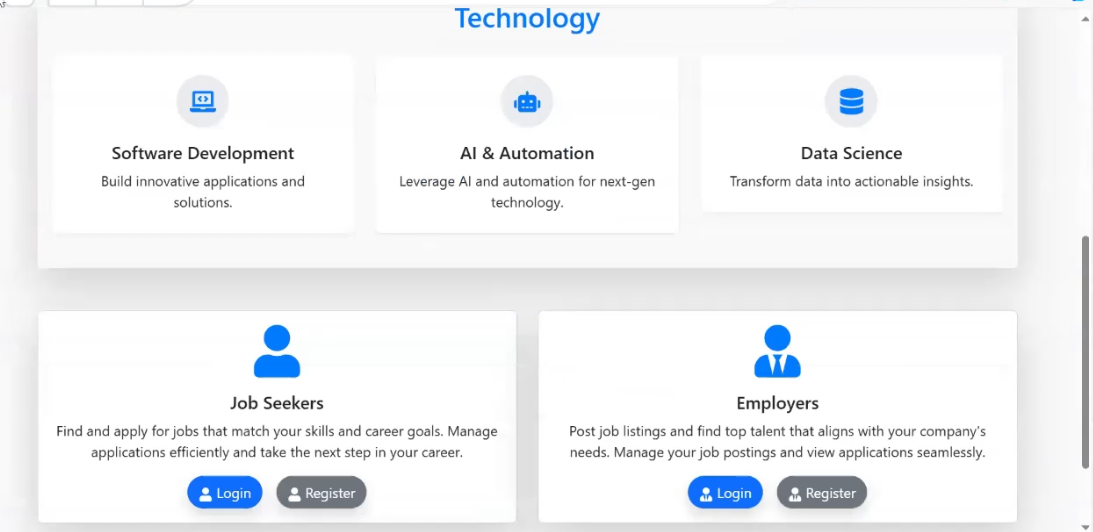 Technology
Software Development
Build innovative applications and
solutions.
AI & Automation
Leverage AI and automation for next-gen
technology.
Data Science
Transform data into actionable insights.
Job Seekers
Find and apply for jobs that match your skills and career goals. Manage
applications efficiently and take the next step in your career.
Login Register
Employers
Post job listings and find top talent that aligns with your company's
needs. Manage your job postings and view applications seamlessly.
Login Register